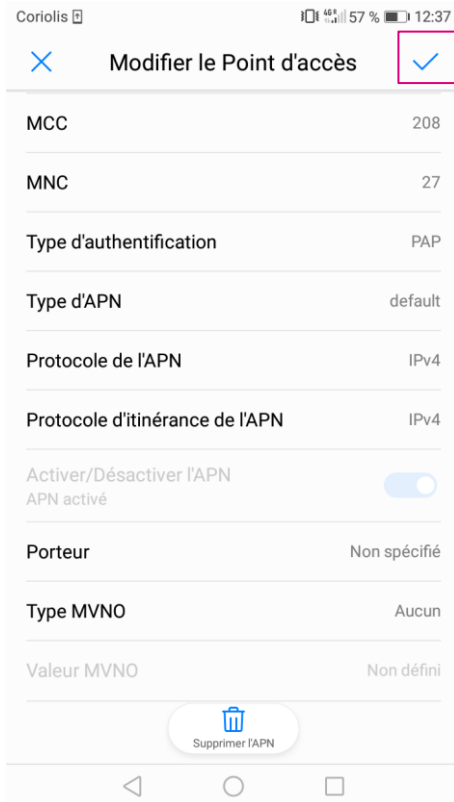 Coriolis 57 % 12:37
Modifier le Point d'accès
MCC 208
MNC 27
Type d'authentification PAP
Type d'APN default
Protocole de l'APN IPv4
Protocole d'itinérance de l'APN IPv4
Activer/Désactiver l'APN
APN activé
Porteur Non spécifié
Type MVNO Aucun
Valeur MVNO Non défini
Supprimer l'APN